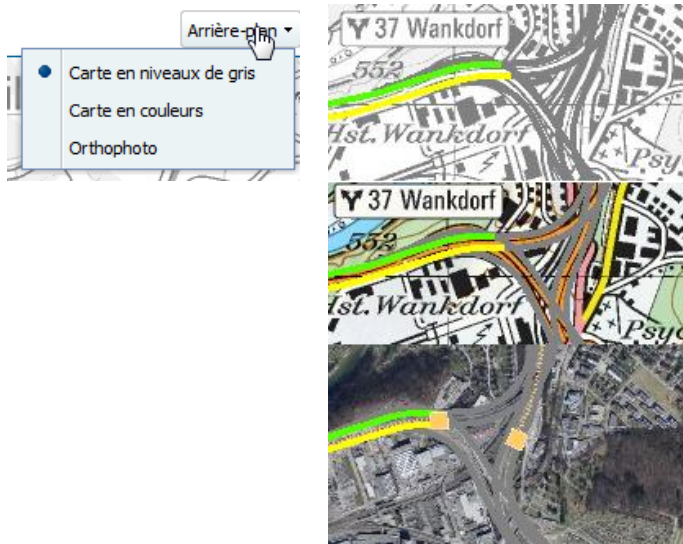 Arrière-plan
Carte en niveaux de gris
Carte en couleurs
Orthophoto
37 Wankdorf
552
Hst. Wankdorf
Psy
37 Wankdorf
552
Hst. Wankdorf
Psyc